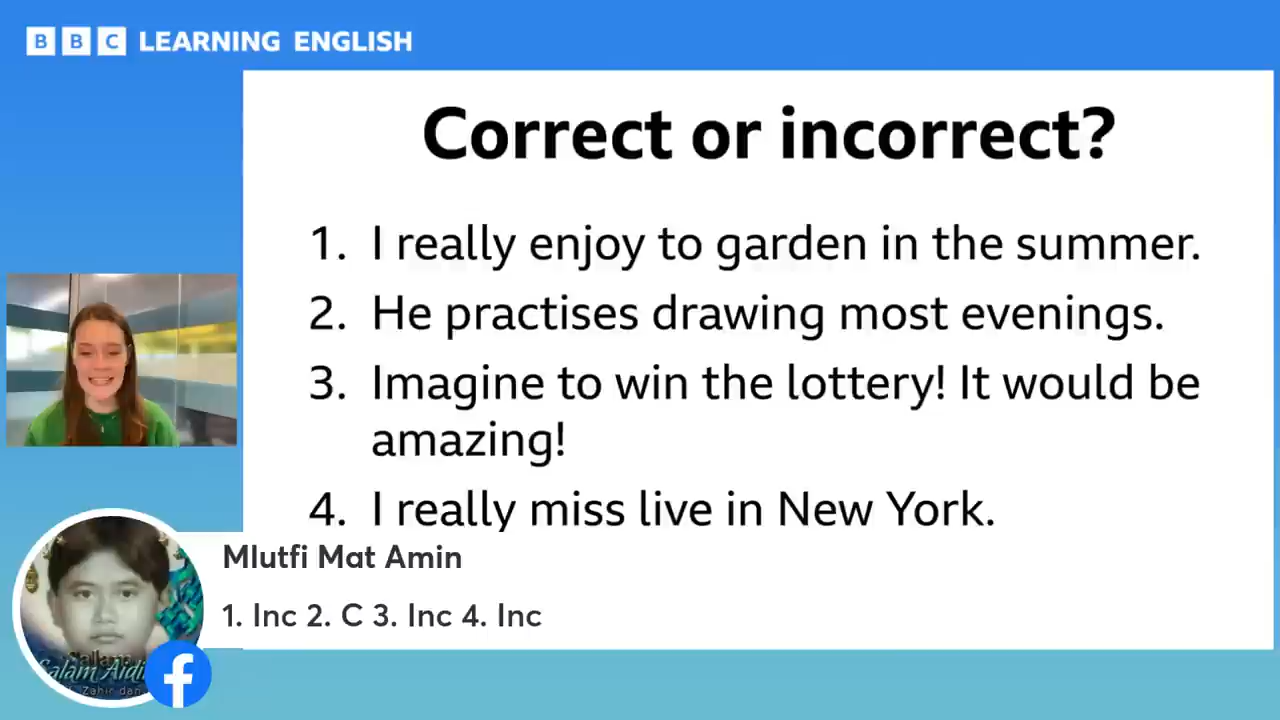 BBC LEARNING ENGLISH
Correct or incorrect?
1. I really enjoy to garden in the summer.
2. He practises drawing most evenings.
3. Imagine to win the lottery! It would be
amazing!
4. I really miss live in New York.
Mlutfi Mat Amin
1. Inc 2. C 3. Inc 4. Inc
Salam Aidil